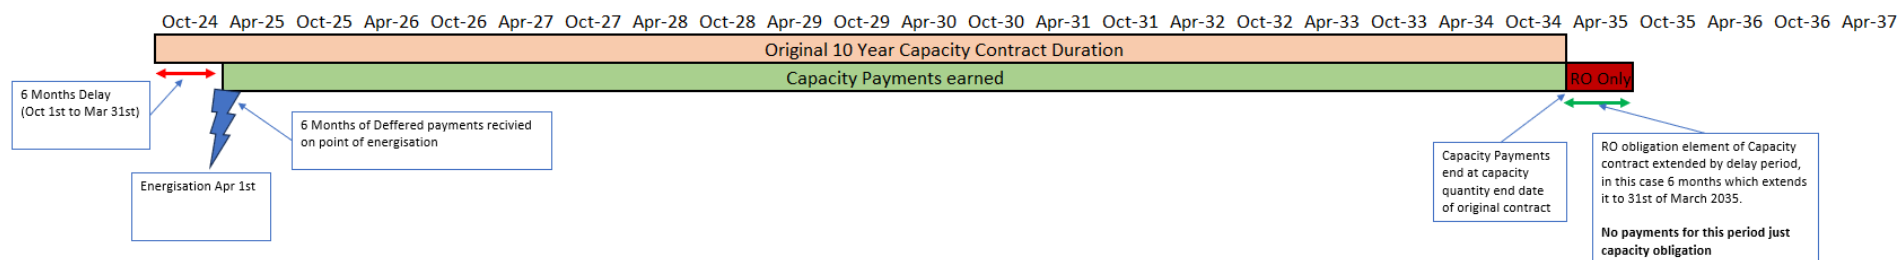 Oct-24 Apr-25 Oct-25 Apr-26 Oct-26 Apr-27 Oct-27 Apr-28 Oct-28 Apr-29 Oct-29 Apr-30 Oct-30 Apr-31 Oct-31 Apr-32 Oct-32 Apr-33 Oct-33 Apr-34 Oct-34 Apr-35 Oct-35 Apr-36 Oct-36 Apr-37
Original 10 Year Capacity Contract Duration
Capacity Payments earned
RO Only
6 Months Delay
(Oct 1st to Mar 31st)
6 Months of Deffered payments recivied
on point of energisation
Energisation Apr 1st
Capacity Payments
end at capacity
quantity end date
of original contract
RO obligation element of Capacity
contract extended by delay period,
in this case 6 months which extends
it to 31st of March 2035.
No payments for this period just
capacity obligation